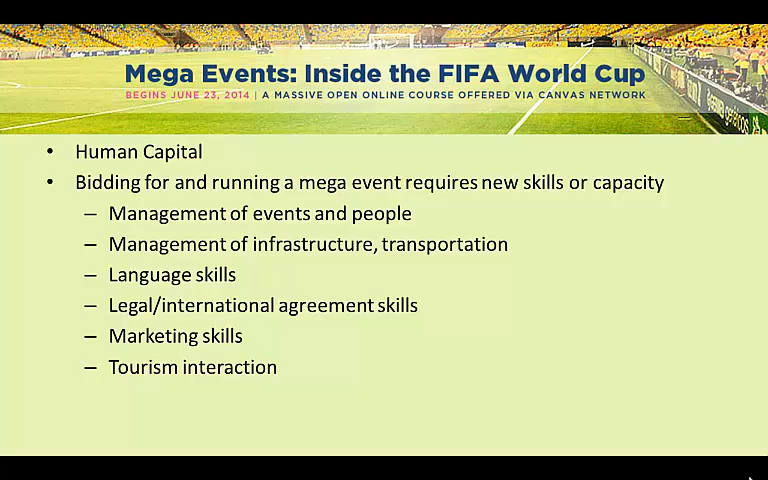 Mega Events: Inside the FIFA World Cup
BEGINS JUNE 23, 2014 | A MASSIVE OPEN ONLINE COURSE OFFERED VIA CANVAS NETWORK
• Human Capital
• Bidding for and running a mega event requires new skills or capacity
– Management of events and people
– Management of infrastructure, transportation
– Language skills
– Legal/international agreement skills
– Marketing skills
– Tourism interaction